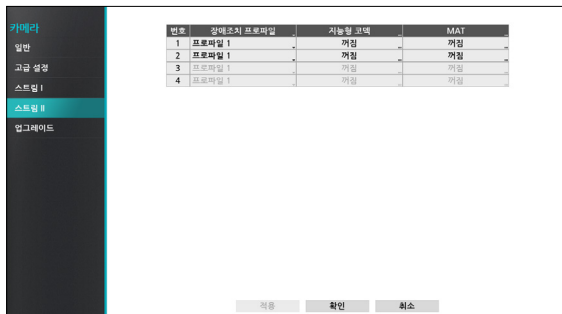 카메라
일반
고급 설정
스트림 I
스트림 II
업그레이드
번호 장애조치 프로파일 지능형 코덱 MAT
1 프로파일 1 꺼짐 꺼짐
2 프로파일 1 꺼짐 꺼짐
3 프로파일 1 꺼짐 꺼짐
4 프로파일 1 꺼짐 꺼짐
적용 확인 취소